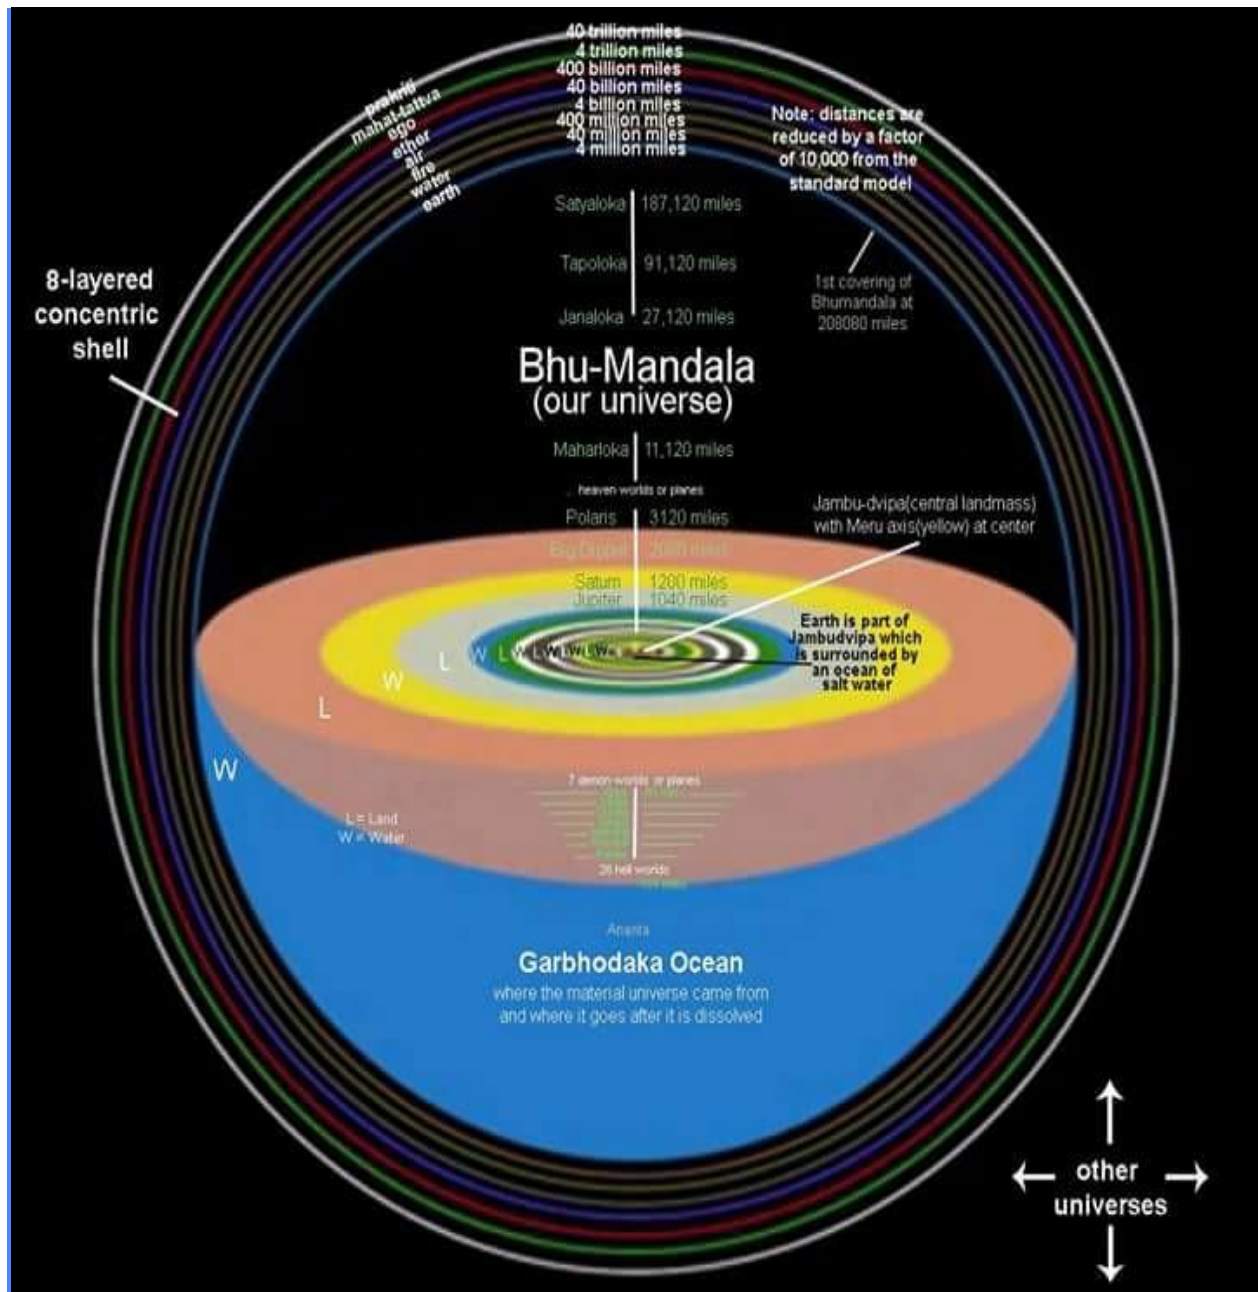 40 trillion miles
4 trillion miles
400 billion miles
40 billion miles
4 billion miles
400 million miles
40 million miles
4 million miles
prakriti
mahat-tattva
ego
ether
air
fire
water
earth
Note: distances are
reduced by a factor
of 10,000 from the
standard model
Satyaloka 187,120 miles
Tapoloka 91,120 miles
Janaloka 27,120 miles
1st covering of
Bhumandala at
208080 miles
8-layered
concentric
shell
Bhu-Mandala
(our universe)
Maharloka 11,120 miles
heaven worlds or planes
Polaris 3120 miles
Big Dipper miles
Saturn 1200 miles
Jupiter 1040 miles
Jambu-dvipa(central landmass)
with Meru axis(yellow) at center
Earth is part of
Jambudvipa which
is surrounded by
an ocean of
salt water
W L W L W L W L W L W
7 demon-worlds or planes
L = Land
W = Water
28 hell worlds
Ananta
Garbhodaka Ocean
where the material universe came from
and where it goes after it is dissolved
other
universes